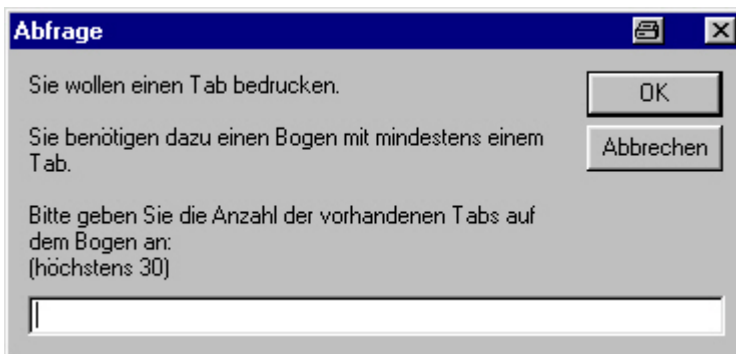 Abfrage
Sie wollen einen Tab bedrucken.
OK
Sie benötigen dazu einen Bogen mit mindestens einem
Tab.
Abbrechen
Bitte geben Sie die Anzahl der vorhandenen Tabs auf
dem Bogen an:
(höchstens 30)